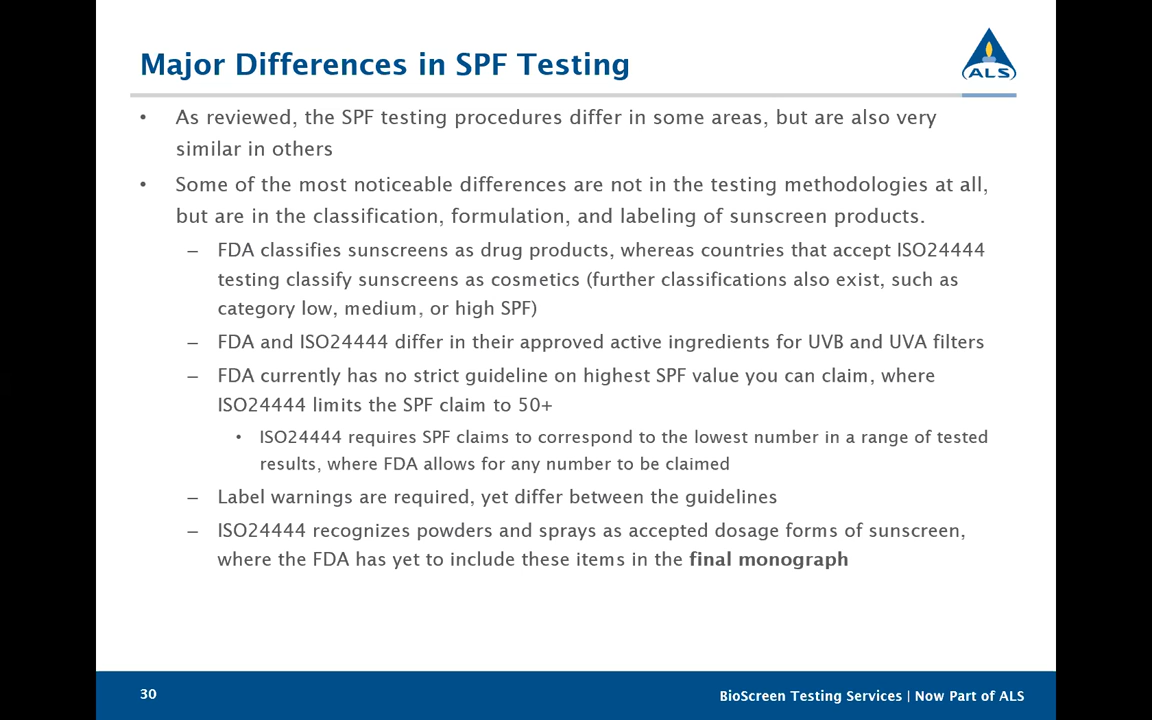 Major Differences in SPF Testing
ALS
• As reviewed, the SPF testing procedures differ in some areas, but are also very
similar in others
• Some of the most noticeable differences are not in the testing methodologies at all,
but are in the classification, formulation, and labeling of sunscreen products.
– FDA classifies sunscreens as drug products, whereas countries that accept ISO24444
testing classify sunscreens as cosmetics (further classifications also exist, such as
category low, medium, or high SPF)
– FDA and ISO24444 differ in their approved active ingredients for UVB and UVA filters
– FDA currently has no strict guideline on highest SPF value you can claim, where
ISO24444 limits the SPF claim to 50+
• ISO24444 requires SPF claims to correspond to the lowest number in a range of tested
results, where FDA allows for any number to be claimed
– Label warnings are required, yet differ between the guidelines
– ISO24444 recognizes powders and sprays as accepted dosage forms of sunscreen,
where the FDA has yet to include these items in the final monograph
30
BioScreen Testing Services | Now Part of ALS